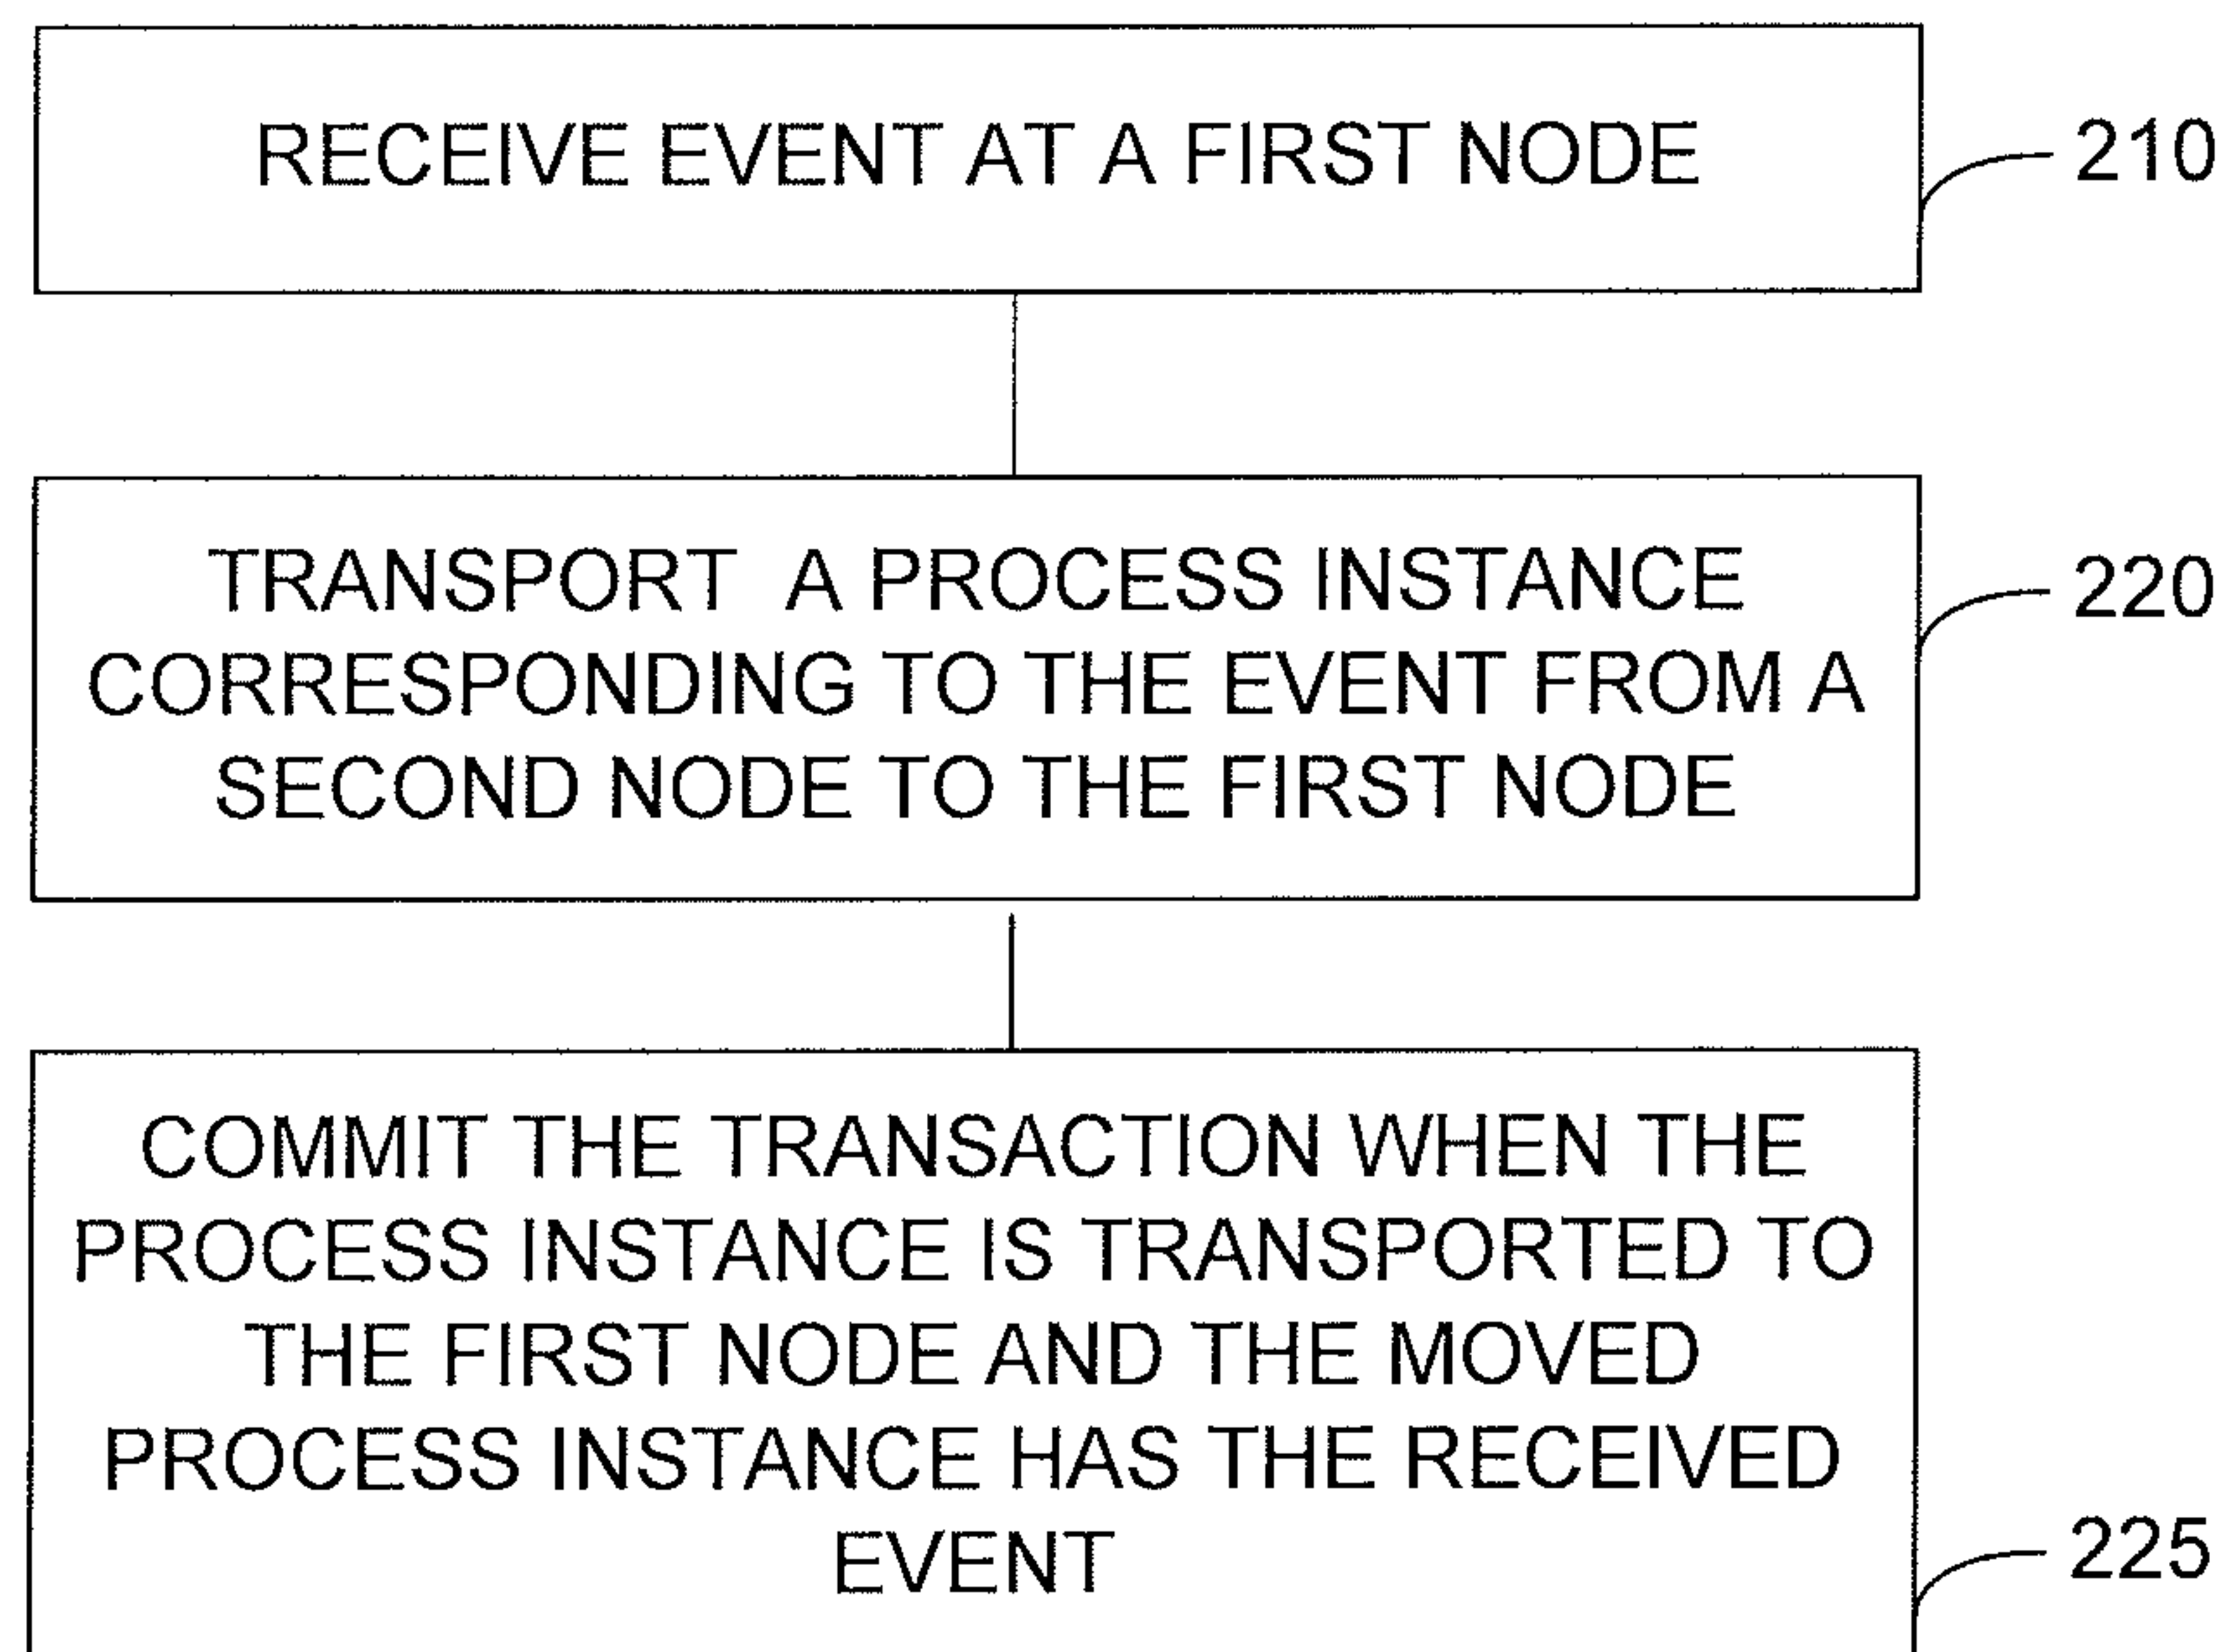 RECEIVE EVENT AT A FIRST NODE
210
TRANSPORT A PROCESS INSTANCE
CORRESPONDING TO THE EVENT FROM A
SECOND NODE TO THE FIRST NODE
220
COMMIT THE TRANSACTION WHEN THE
PROCESS INSTANCE IS TRANSPORTED TO
THE FIRST NODE AND THE MOVED
PROCESS INSTANCE HAS THE RECEIVED
EVENT
225